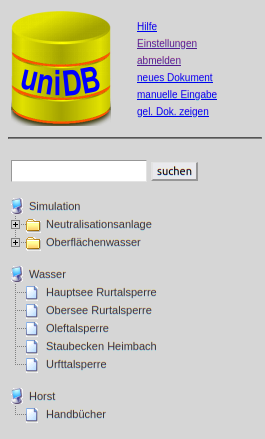 uniDB
Hilfe
Einstellungen
abmelden
neues Dokument
manuelle Eingabe
gel. Dok. zeigen
suchen
Simulation
Neutralisationsanlage
Oberflächenwasser
Wasser
Hauptsee Rurtalsperre
Obersee Rurtalsperre
Oleftalsperre
Staubecken Heimbach
Urfttalsperre
Horst
Handbücher